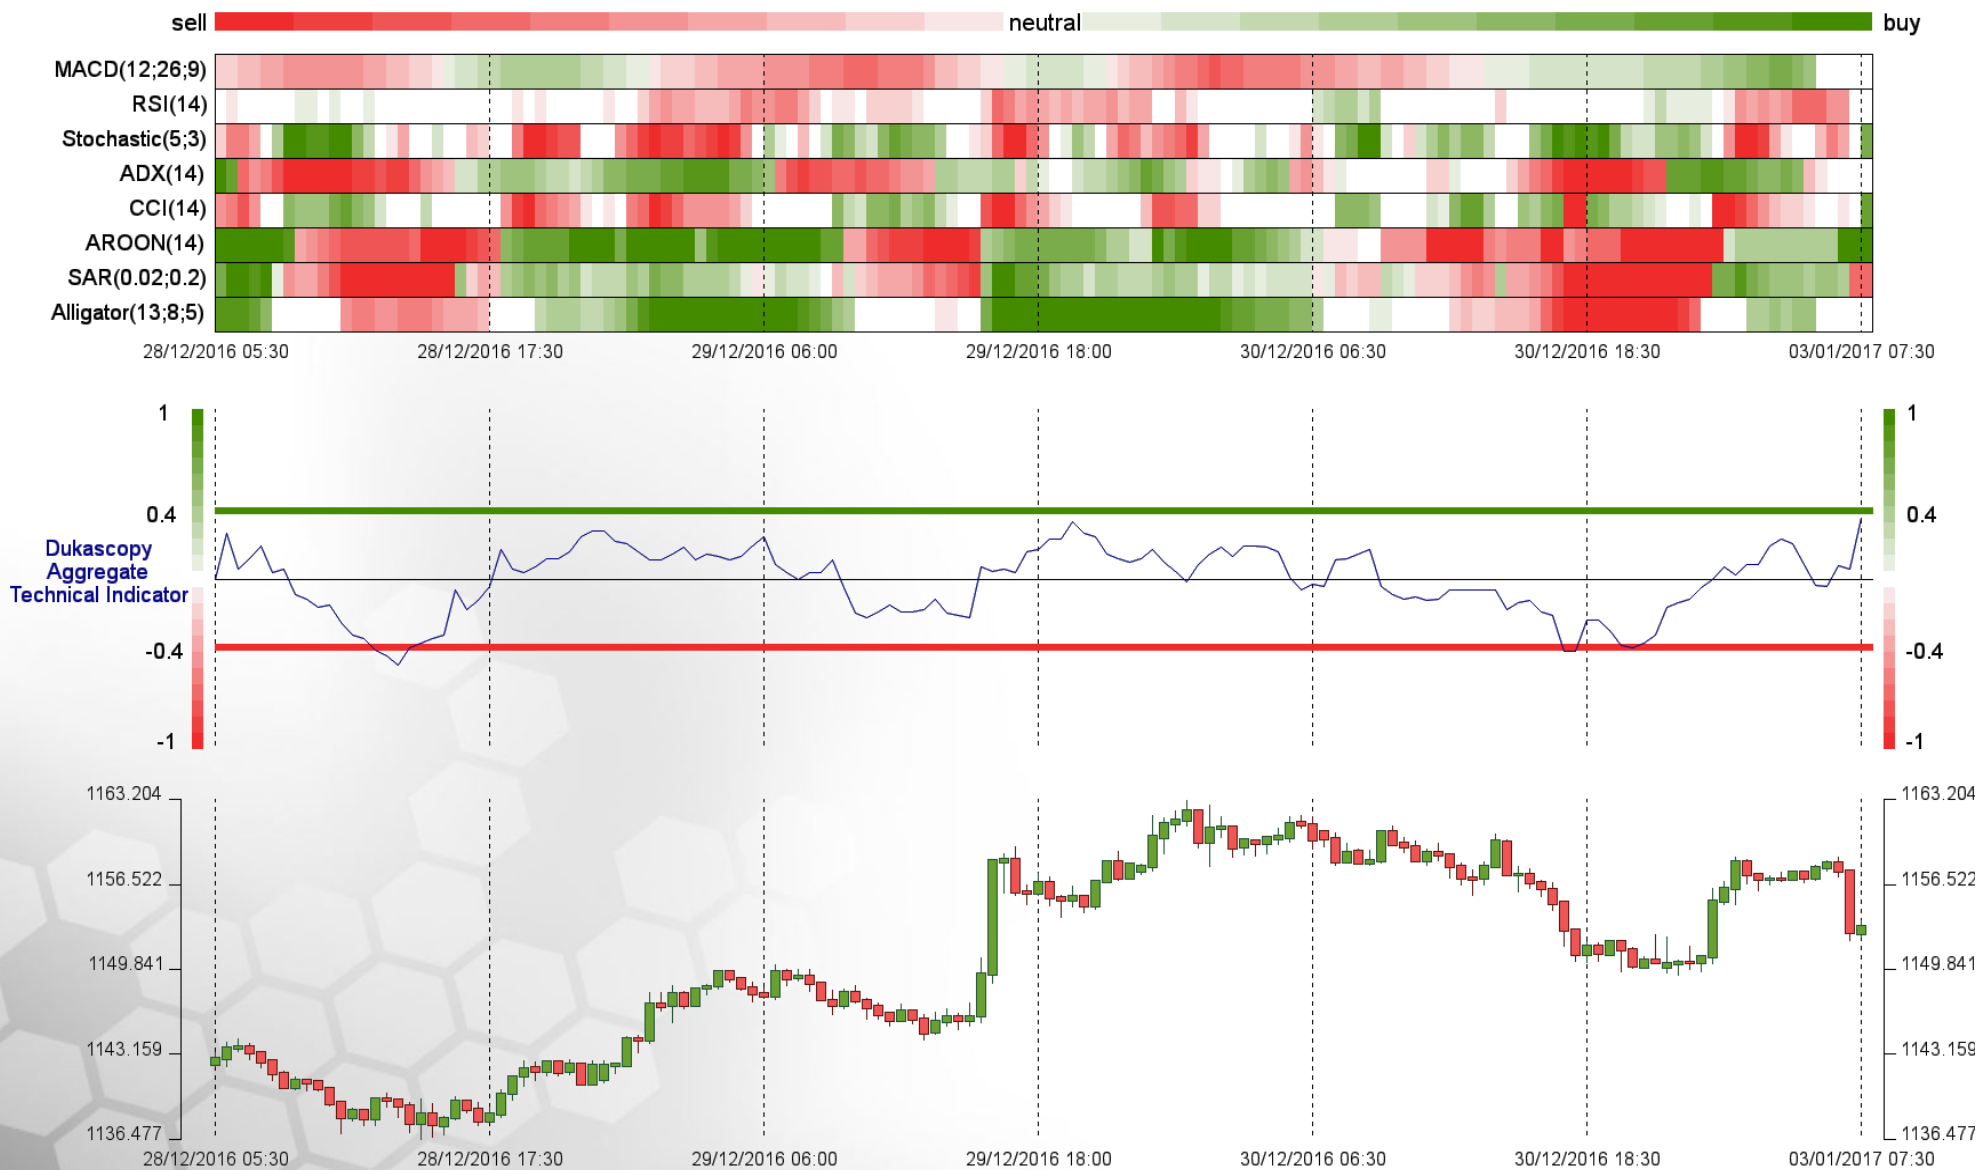 sell neutral buy
MACD(12;26;9)
RSI(14)
Stochastic(5;3)
ADX(14)
CCI(14)
AROON(14)
SAR(0.02;0.2)
Alligator(13;8;5)
28/12/2016 05:30 28/12/2016 17:30 29/12/2016 06:00 29/12/2016 18:00 30/12/2016 06:30 30/12/2016 18:30 03/01/2017 07:30
1 1
0.4 0.4
Dukascopy
Aggregate
Technical Indicator
-0.4 -0.4
-1 -1
1163.204 1163.204
1156.522 1156.522
1149.841 1149.841
1143.159 1143.159
1136.477 1136.477
28/12/2016 05:30 28/12/2016 17:30 29/12/2016 06:00 29/12/2016 18:00 30/12/2016 06:30 30/12/2016 18:30 03/01/2017 07:30